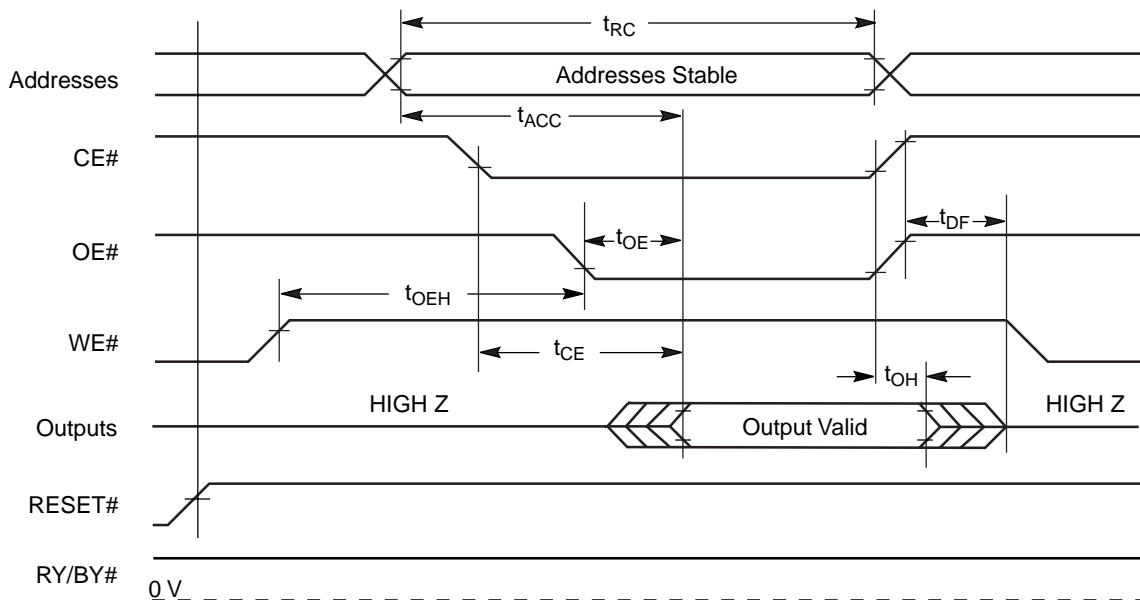 tRC
Addresses
Addresses Stable
tACC
CE#
tDF
OE#
tOE
tOEH
WE#
tCE
tOH
HIGH Z
HIGH Z
Outputs
Output Valid
RESET#
RY/BY#
0 V